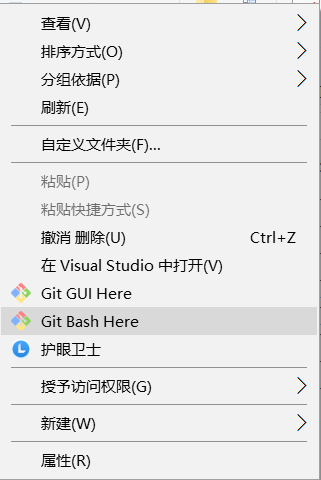 查看(V)
排序方式(O)
分组依据(P)
刷新(E)
自定义文件夹(F)...
粘贴(P)
粘贴快捷方式(S)
撤消 删除(U) Ctrl+Z
在 Visual Studio 中打开(V)
Git GUI Here
Git Bash Here
护眼卫士
授予访问权限(G)
新建(W)
属性(R)